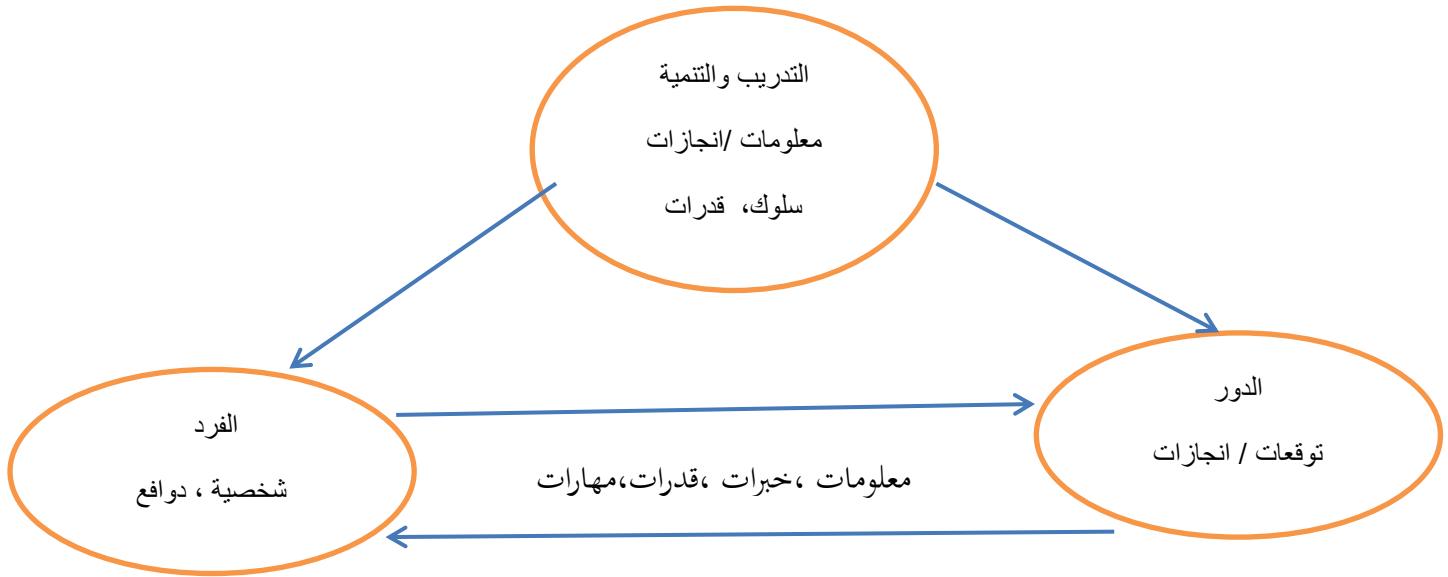 التدريب والتنمية
معلومات /انجازات
سلوك، قدرات
الدور
توقعات / انجازات
الفرد
شخصية ، دوافع
معلومات ،خبرات ،قدرات،مهارات